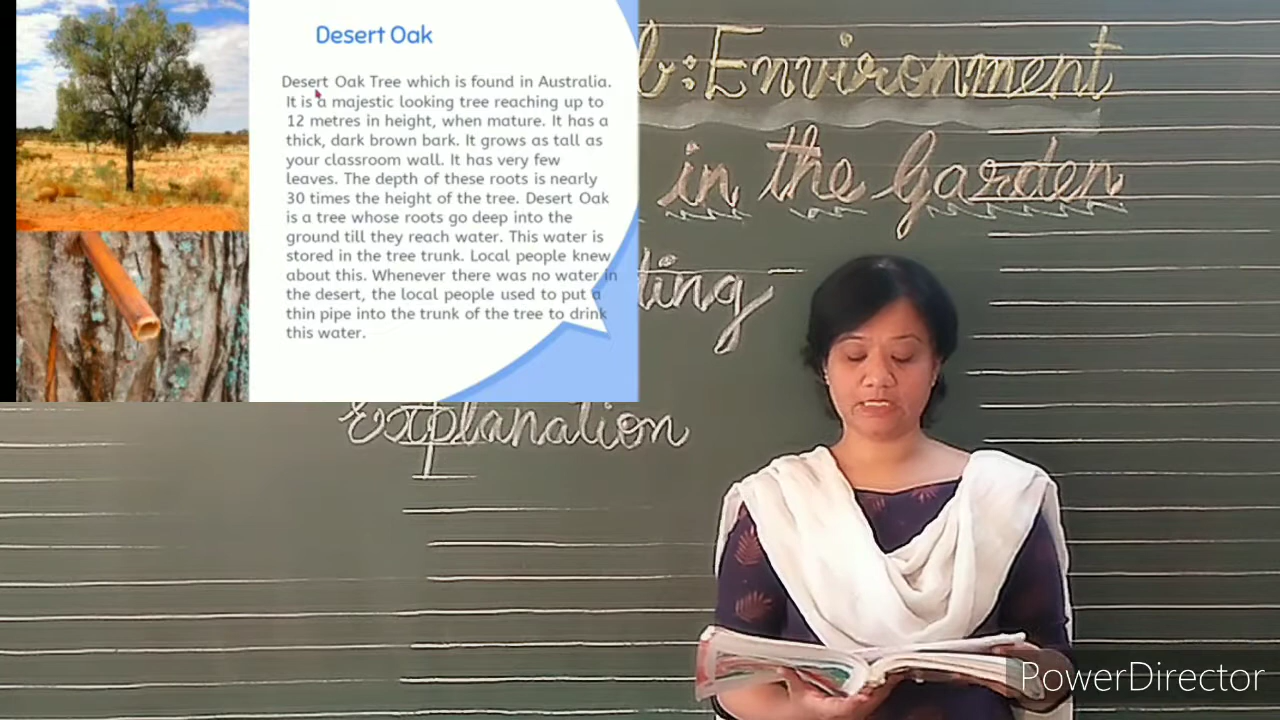 Desert Oak
Desert Oak Tree which is found in Australia.
It is a majestic looking tree reaching up to
12 metres in height, when mature. It has a
thick, dark brown bark. It grows as tall as
your classroom wall. It has very few
leaves. The depth of these roots is nearly
30 times the height of the tree. Desert Oak
is a tree whose roots go deep into the
ground till they reach water. This water is
stored in the tree trunk. Local people knew
about this. Whenever there was no water in
the desert, the local people used to put a
thin pipe into the trunk of the tree to drink
this water.
:Environment
in the Garden
Explanation
PowerDirector